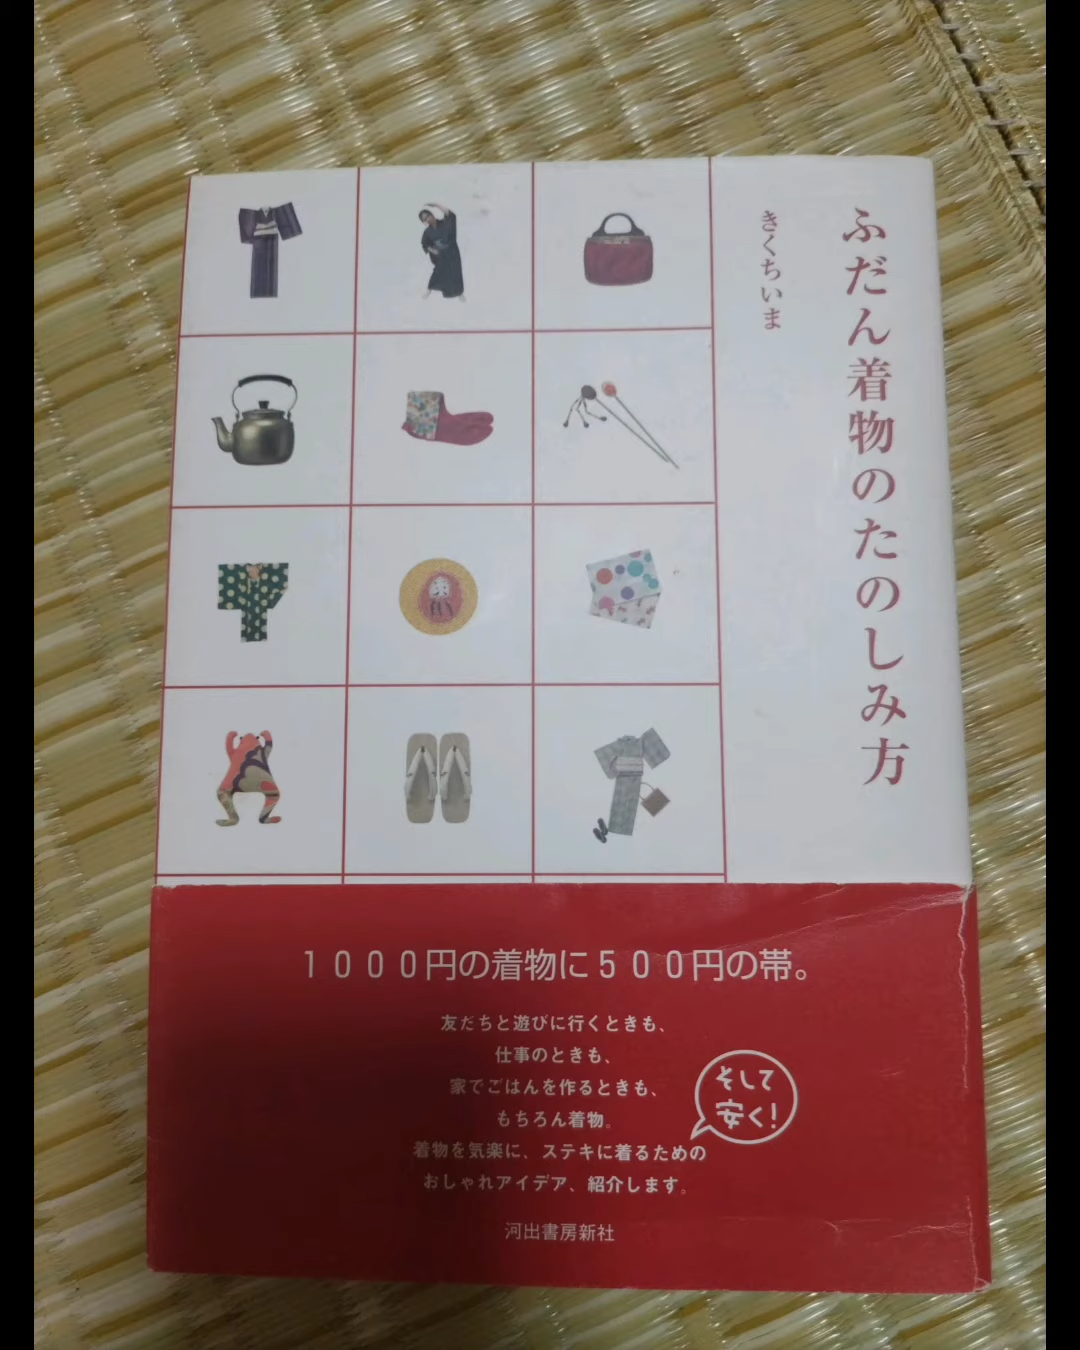 ふだん着物のたのしみ方
きくちいま
1000円の着物に500円の帯。
友だちと遊びに行くときも、
仕事のときも、
家でごはんを作るときも、
もちろん着物。
着物を気楽に、ステキに着るための
おしゃれアイデア、紹介します。
そして
安く!
河出書房新社